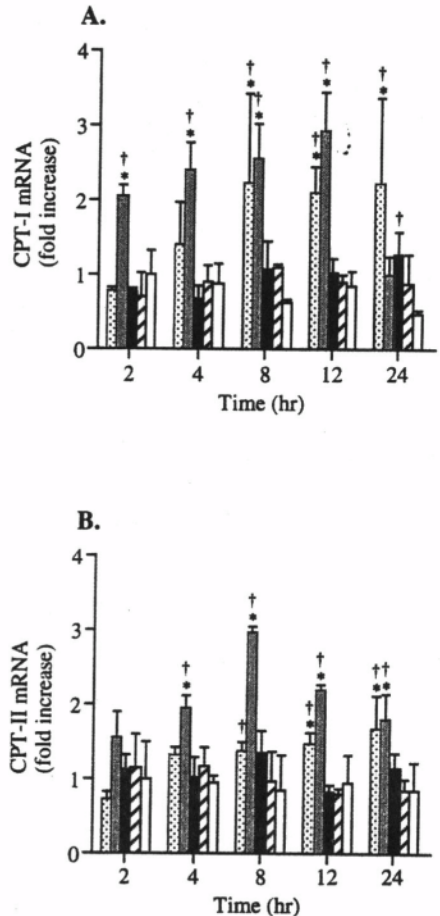 A.
CPT-I mRNA
(fold increase)
4
3
2
1
0
† * † * † * † * † * † * † * †
2 4 8 12 24
Time (hr)
B.
CPT-II mRNA
(fold increase)
4
3
2
1
0
† * † † * † * † * † * † *
2 4 8 12 24
Time (hr)